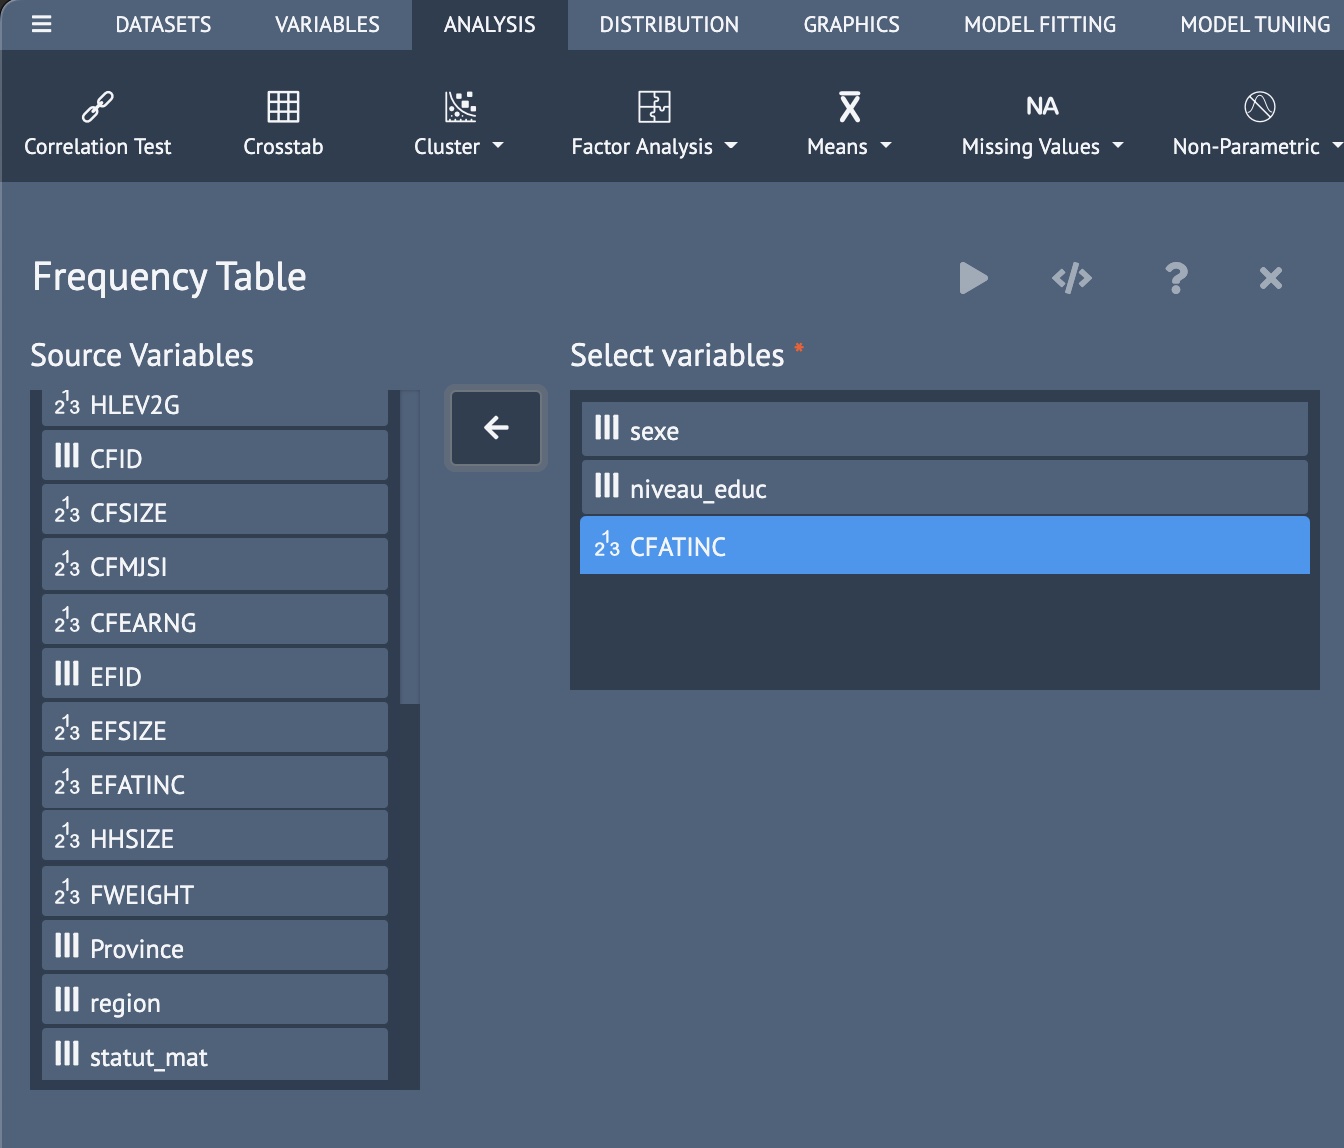 DATASETS VARIABLES ANALYSIS DISTRIBUTION GRAPHICS MODEL FITTING MODEL TUNING
NA
Correlation Test Crosstab Cluster Factor Analysis Means Missing Values Non-Parametric
Frequency Table
Source Variables
HLEV2G
CFID
CFSIZE
CFMJSI
CFEARNG
EFID
EFSIZE
EFATINC
HHSIZE
FWEIGHT
Province
region
statut_mat
Select variables *
sexe
niveau_educ
CFATINC